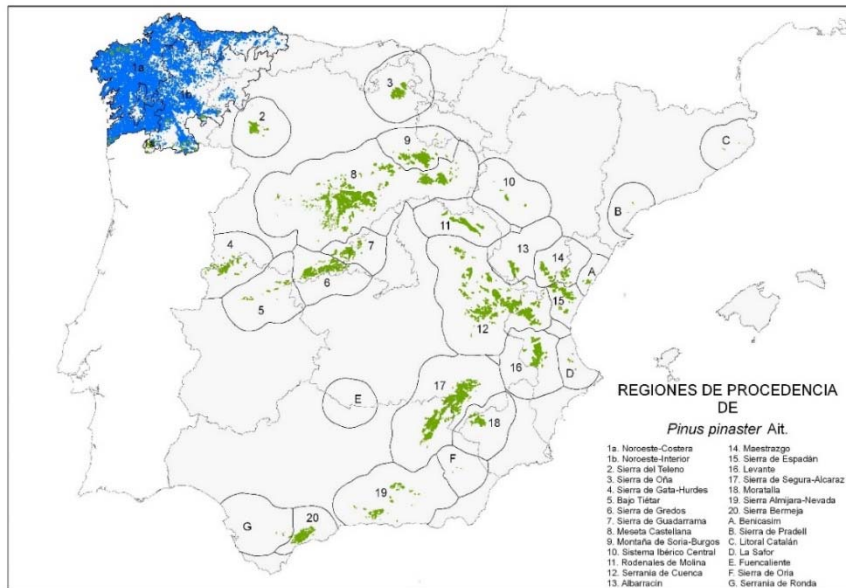 1a
1b
1a
2
3
9
8
C
10
B
11
7
4
13
14
A
6
5
15
12
16
D
17
E
18
F
19
G
20
REGIONES DE PROCEDENCIA
DE
Pinus pinaster Ait.
1a. Noroeste-Costera
1b. Noroeste-Interior
2. Sierra del Teleno
3. Sierra de Oña
4. Sierra de Gata-Hurdes
5. Bajo Tiétar
6. Sierra de Gredos
7. Sierra de Guadarrama
8. Meseta Castellana
9. Montaña de Soria-Burgos
10. Sistema Ibérico Central
11. Rodenales de Molina
12. Serranía de Cuenca
13. Albarracín
14. Maestrazgo
15. Sierra de Espadán
16. Levante
17. Sierra de Segura-Alcaraz
18. Moratalla
19. Sierra Almijara-Nevada
20. Sierra Bermeja
A. Benicasim
B. Sierra de Pradell
C. Litoral Catalán
D. La Safor
E. Fuencaliente
F. Sierra de Oria
G. Serranía de Ronda